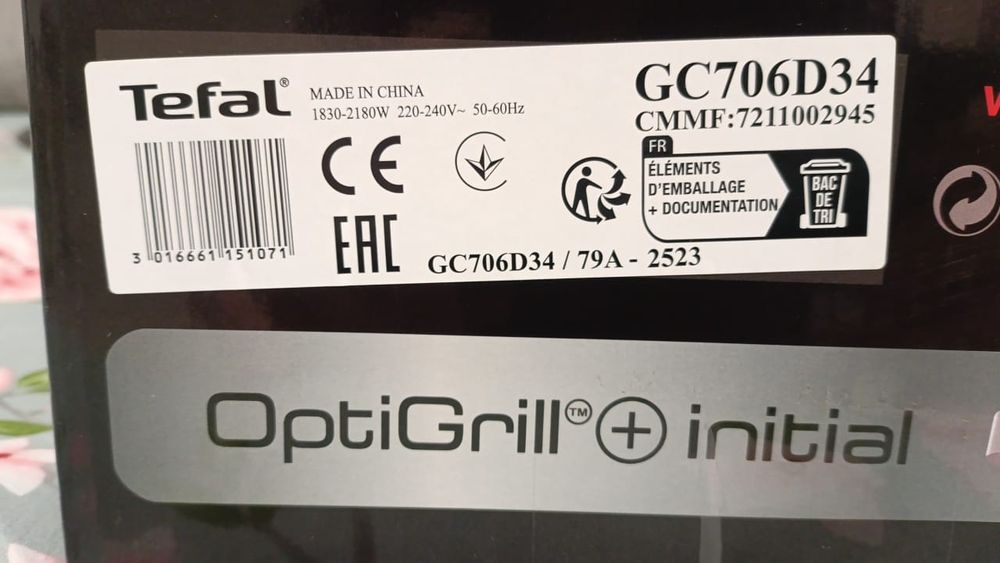 Tefal®
MADE IN CHINA
1830-2180W 220-240V~ 50-60Hz
GC706D34
CMMF:7211002945
FR
ÉLÉMENTS
D'EMBALLAGE
+ DOCUMENTATION
BAC
DE
TRI
CE
EAC
3 016661 151071
GC706D34 / 79A - 2523
OptiGrill™+ initial